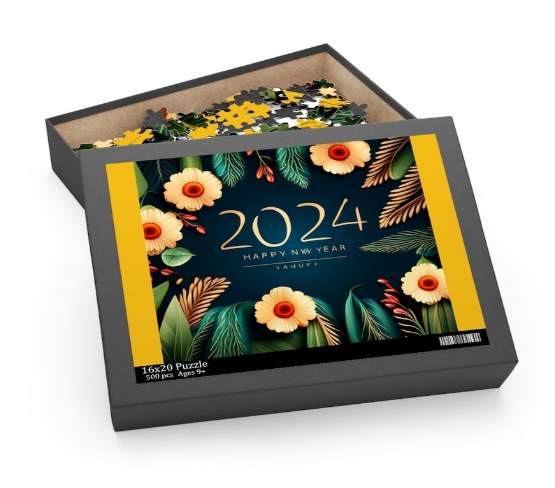 2024
HAPPY NW YEAR
16x20 Puzzle
500 pcs Ages 9+